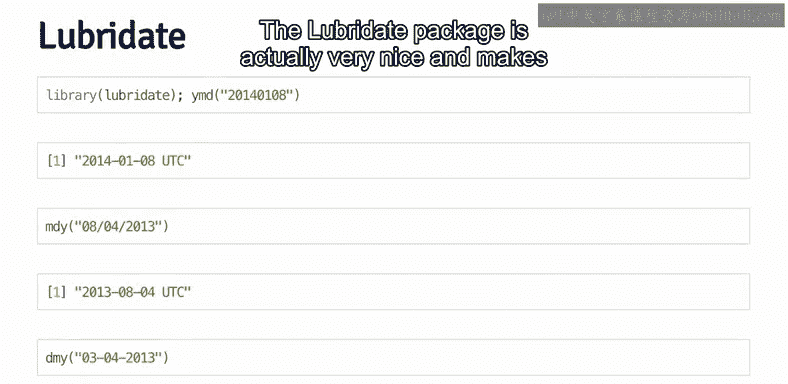 Lubridate
The Lubridate package is
actually very nice and makes
library(lubridate); ymd("20140108")
[1] "2014-01-08 UTC"
mdy("08/04/2013")
[1] "2013-08-04 UTC"
dmy("03-04-2013")